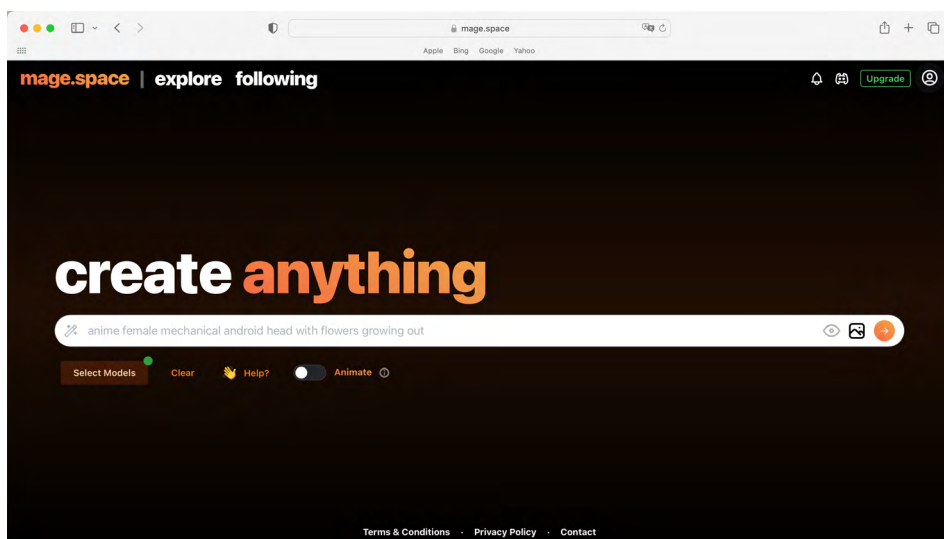 mage.space
Apple Bing Google Yahoo
mage.space | explore following
Upgrade
create anything
anime female mechanical android head with flowers growing out
Select Models Clear 👋 Help? Animate
Terms & Conditions · Privacy Policy · Contact